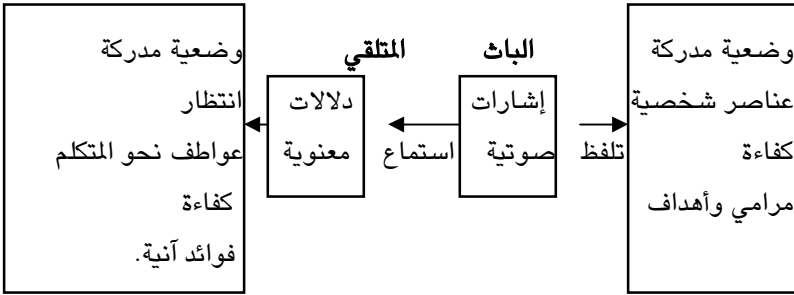 الباث
المتلقي
وضعية مدركة
عناصر شخصية
كفاءة
مرامي وأهداف
تلفظ
إشارات
صوتية
استماع
دلالات
معنوية
وضعية مدركة
انتظار
عواطف نحو المتكلم
كفاءة
فوائد آنية.